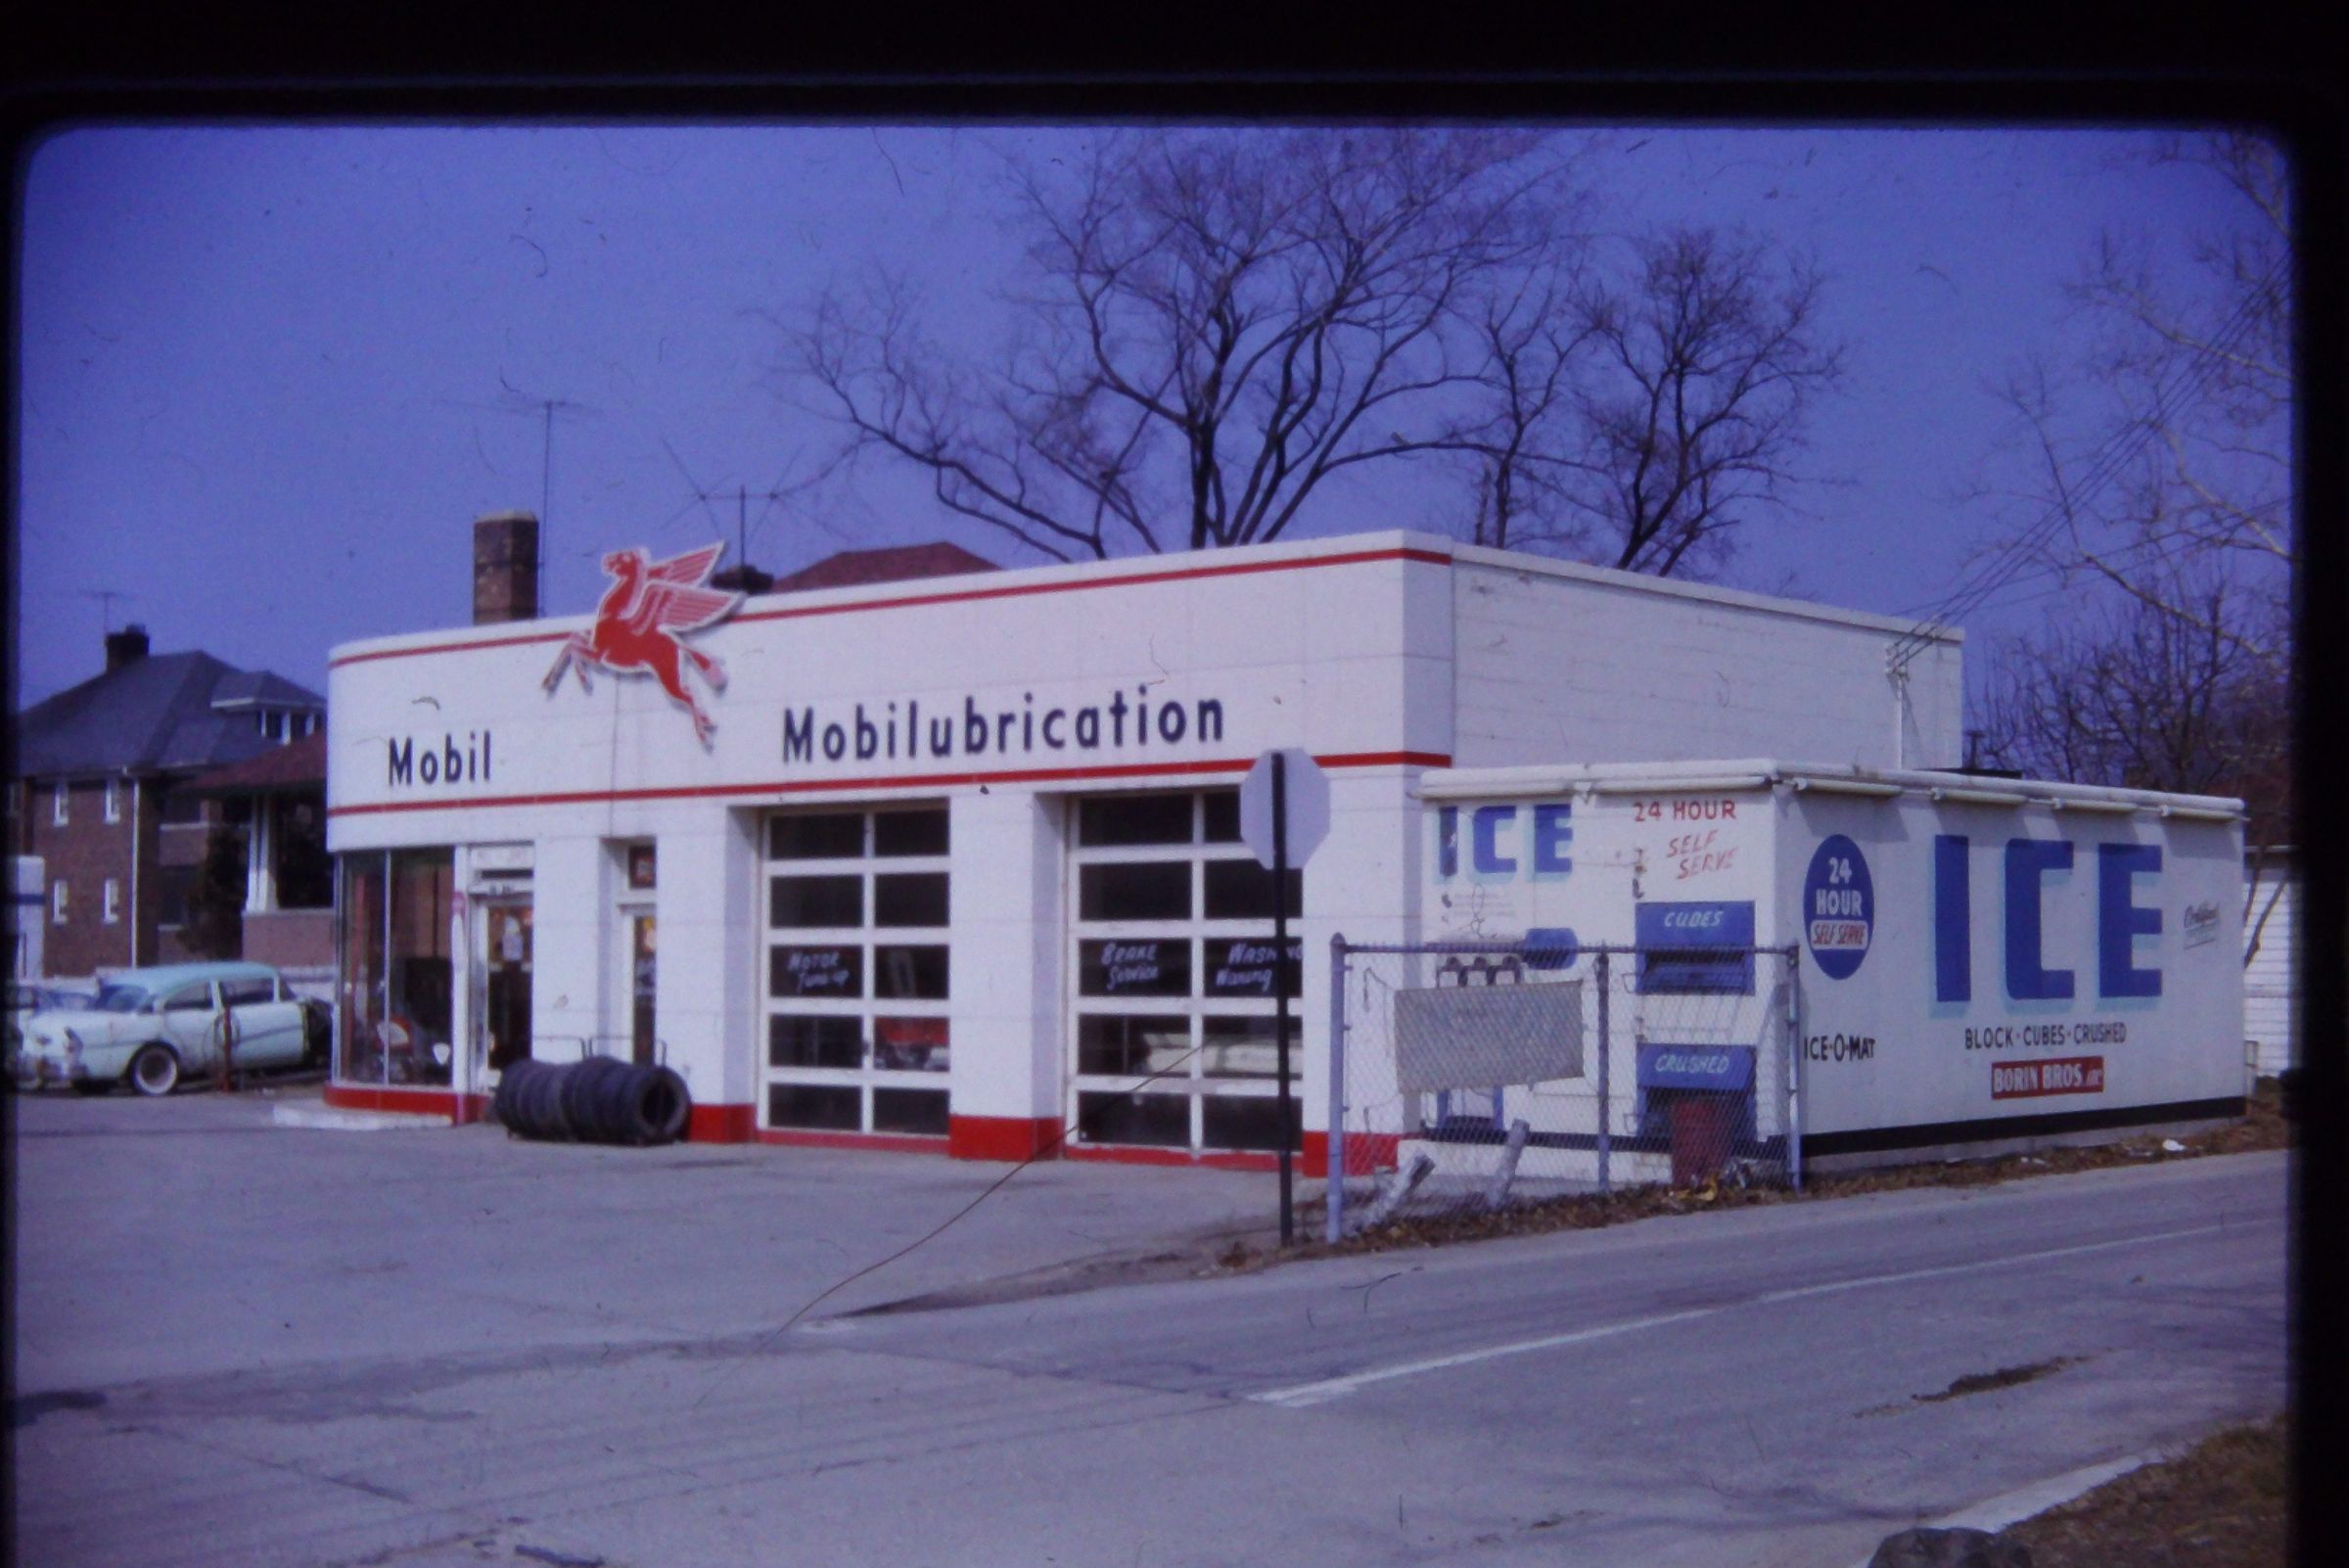 Mobil
Mobilubrication
MOTOR
Tune-up
BRAKE
Service
WASHING
ICE
24 HOUR
SELF
SERVE
CUBES
CRUSHED
24
HOUR
SELF SERVE
ICE-O-MAT
ICE
BLOCK·CUBES·CRUSHED
BORIN BROS. INC.